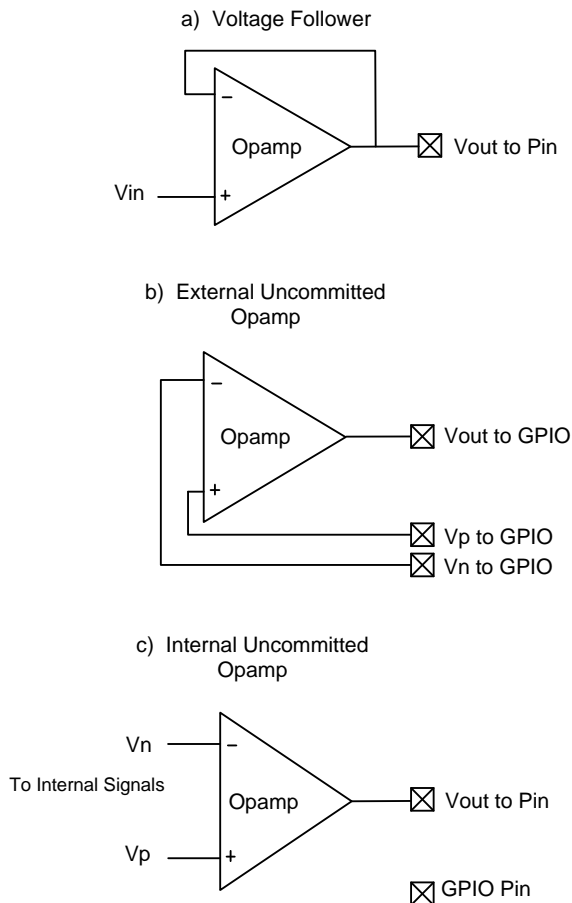 a) Voltage Follower
−
Opamp
Vout to Pin
Vin
+
b) External Uncommitted
Opamp
−
Opamp
Vout to GPIO
+
Vp to GPIO
Vn to GPIO
c) Internal Uncommitted
Opamp
Vn
−
To Internal Signals
Opamp
Vout to Pin
Vp
+
GPIO Pin